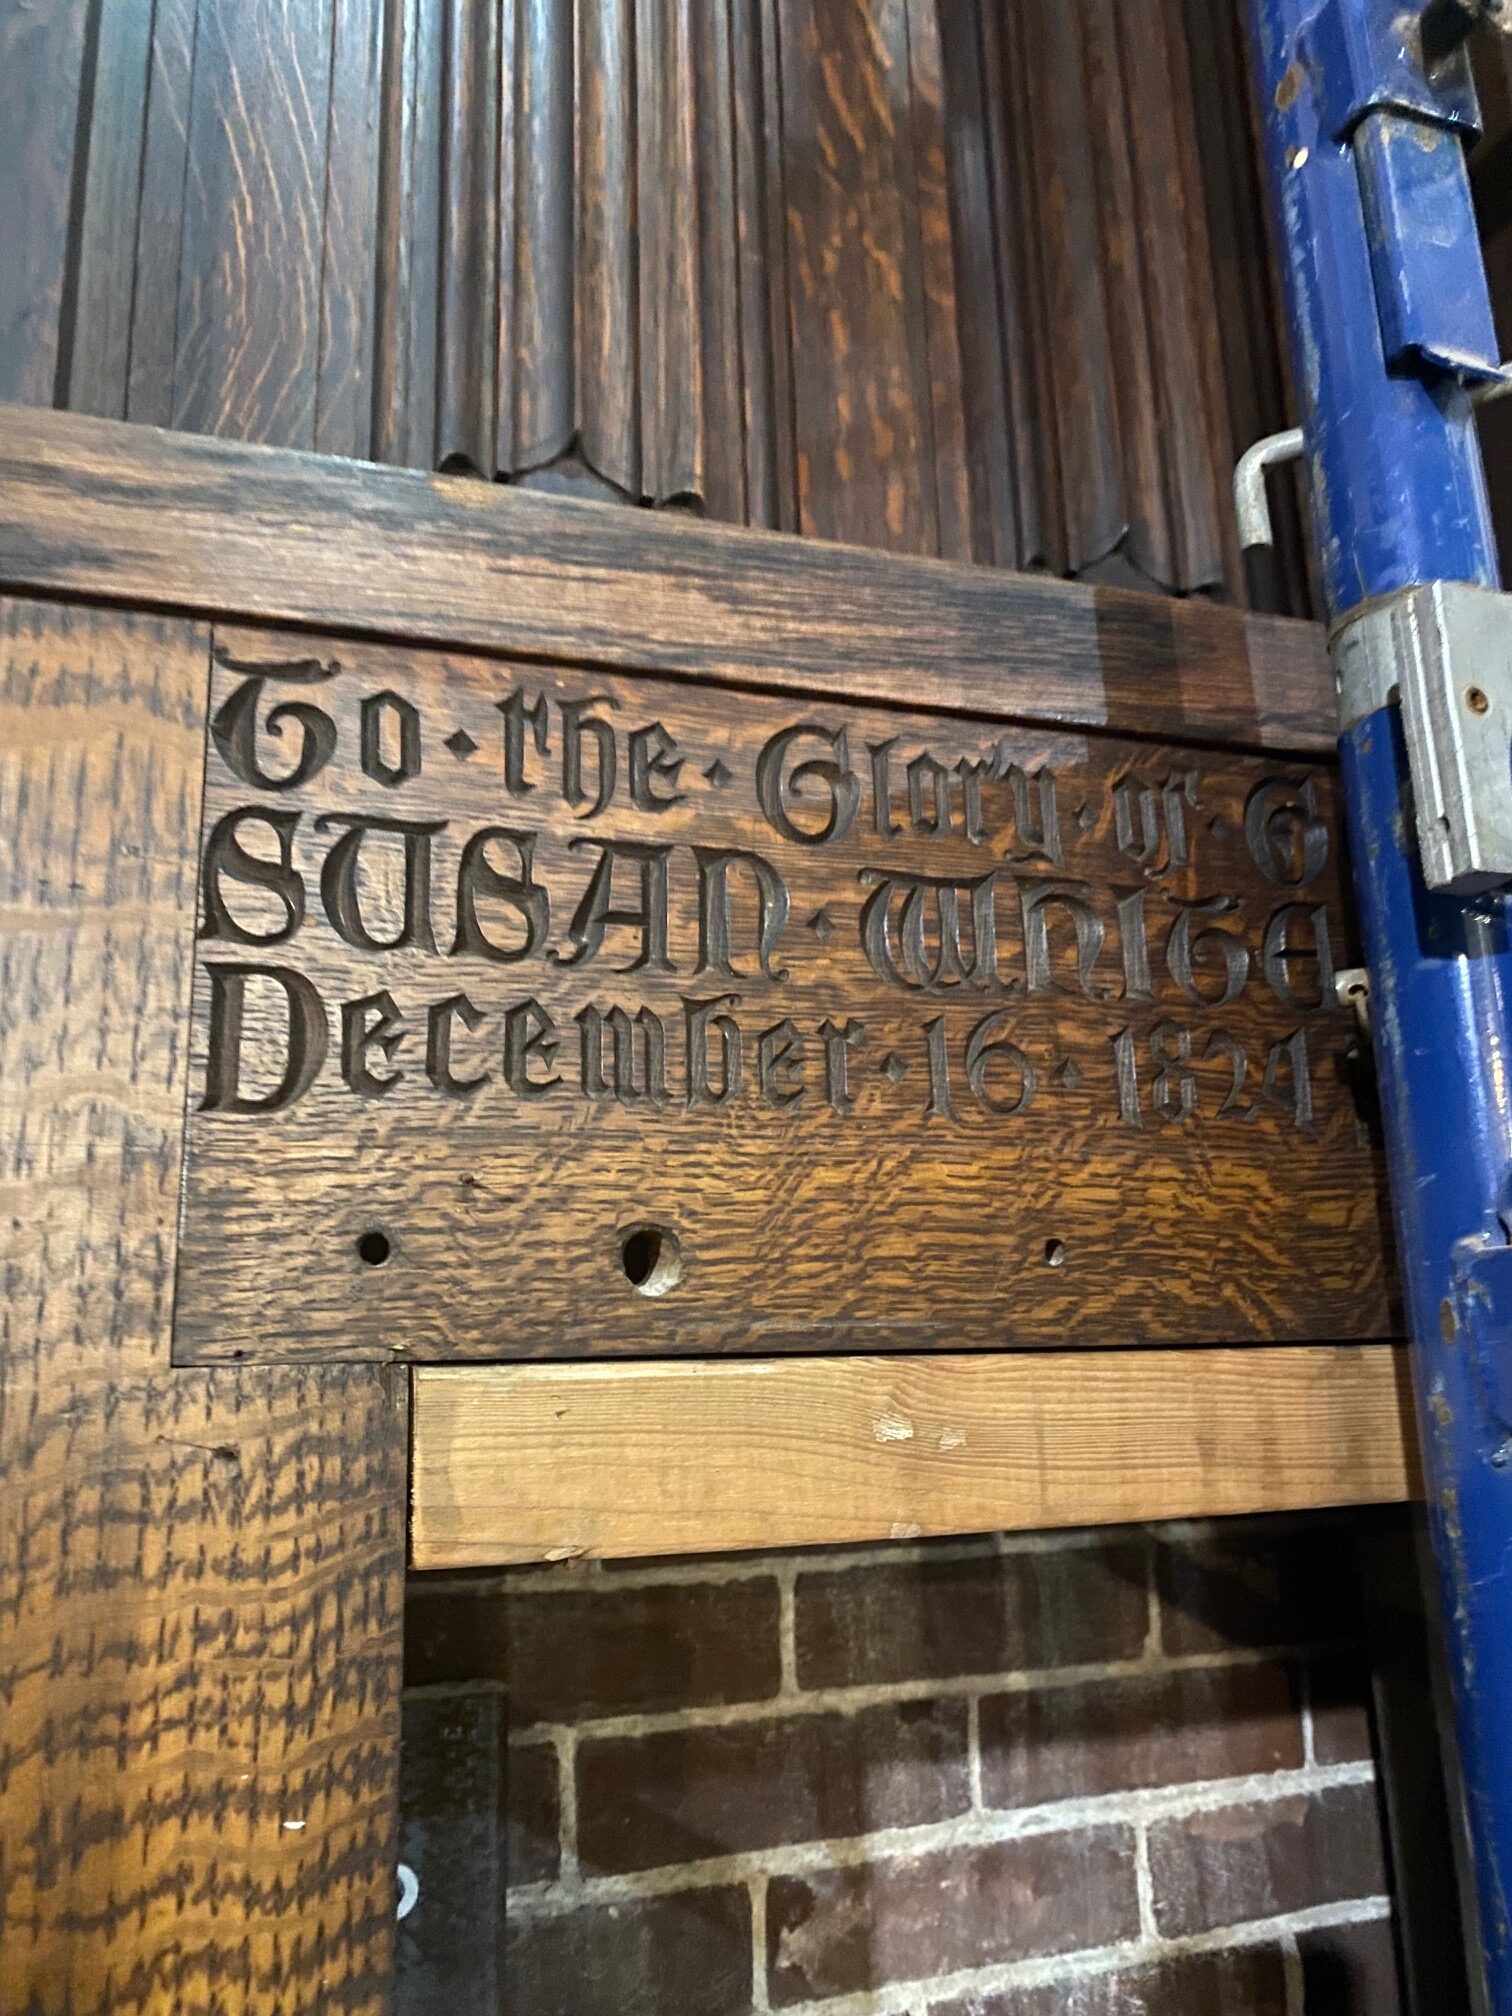 To · the · Glory · of · G
SUSAN · WHITE
December · 16 · 1824